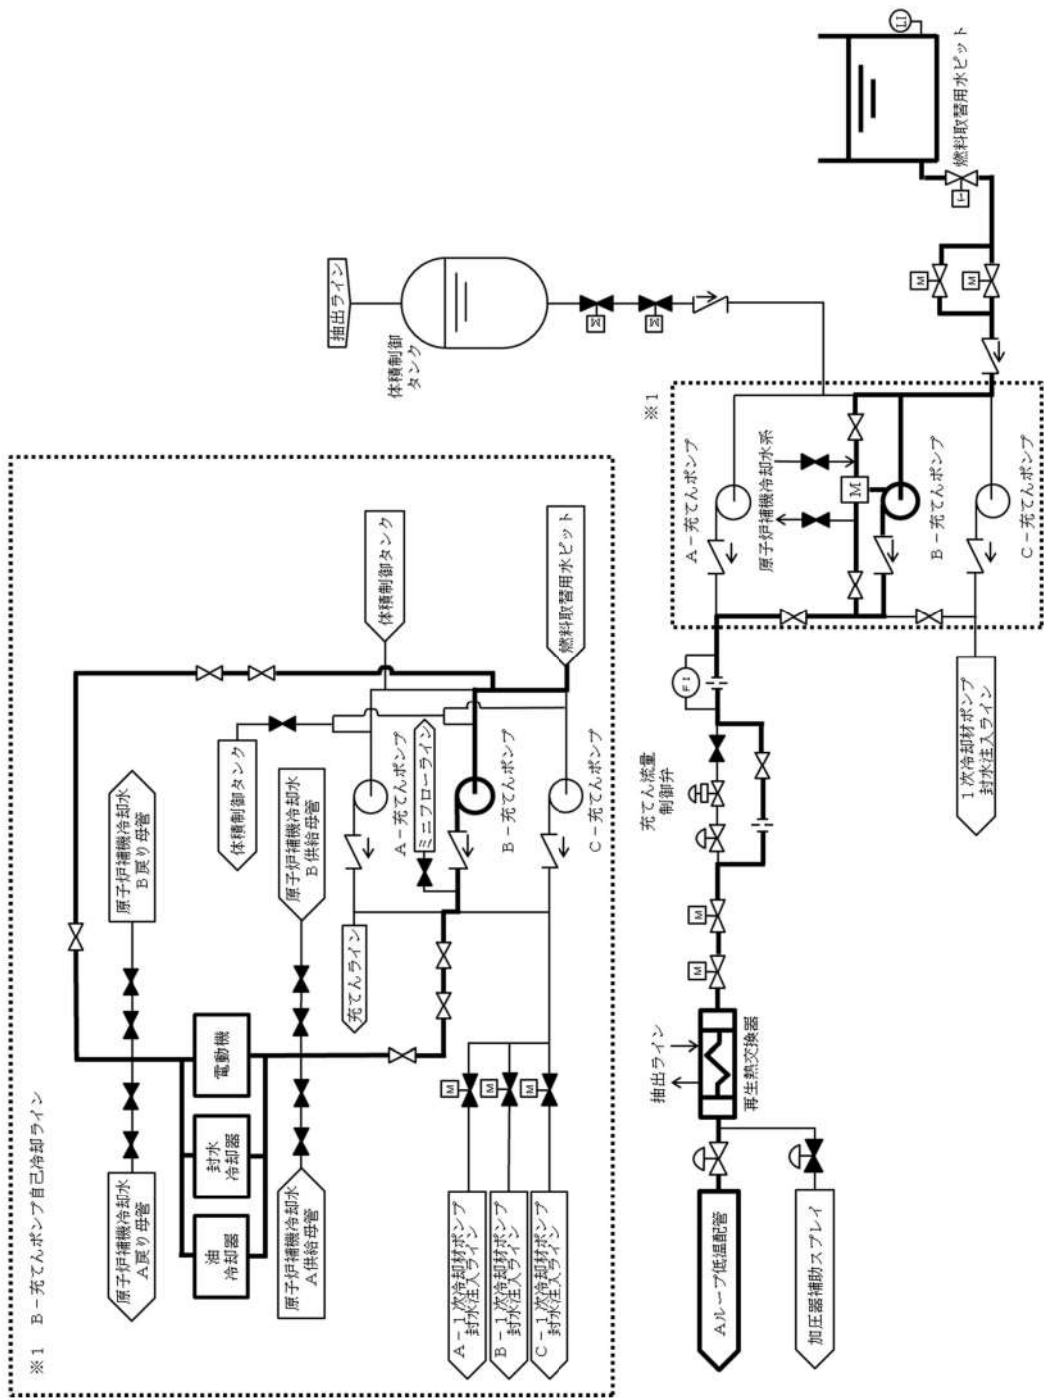 ※1　B－充てんポンプ自己冷却ライン
原子炉補機冷却水
A戻り母管
原子炉補機冷却水
B戻り母管
油
冷却器
封水
冷却器
電動機
原子炉補機冷却水
A供給母管
原子炉補機冷却水
B供給母管
体積制御タンク
体積制御タンク
充てんライン
A－充てんポンプ
ミニフローライン
B－充てんポンプ
C－充てんポンプ
燃料取替用水ピット
M
M
M
A－1次冷却材ポンプ
封水注入ライン
B－1次冷却材ポンプ
封水注入ライン
C－1次冷却材ポンプ
封水注入ライン
抽出ライン
体積制御
タンク
M
M
※1
LI
燃料取替用水ピット
L
M
M
A－充てんポンプ
原子炉補機冷却水系
M
B－充てんポンプ
C－充てんポンプ
FI
充てん流量
制御弁
1次冷却材ポンプ
封水注入ライン
M
M
抽出ライン
再生熱交換器
Aループ低温配管
加圧器補助スプレイ